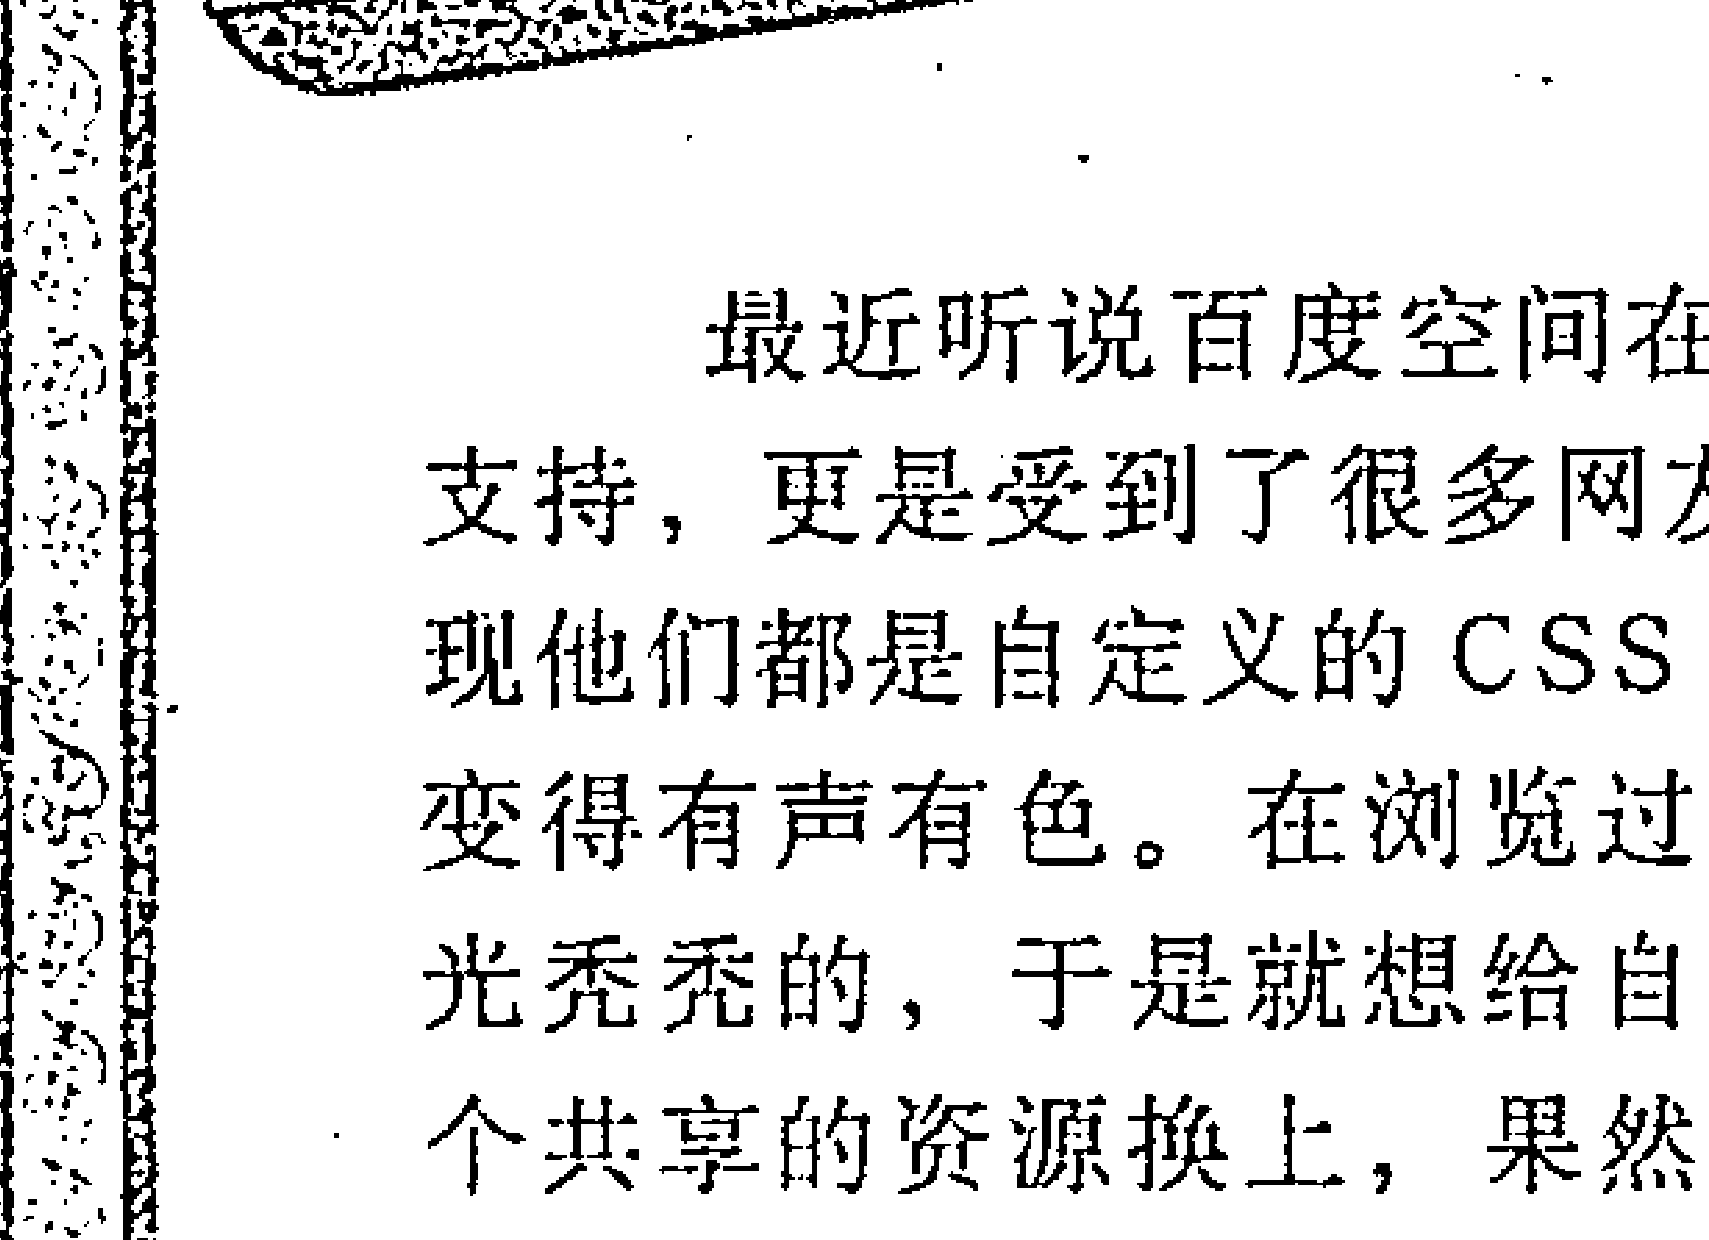 最近听说百度空间在
支持，更是受到了很多网友
现他们都是自定义的 CSS
变得有声有色。在浏览过
光秃秃的，于是就想给自
个共享的资源换上，果然